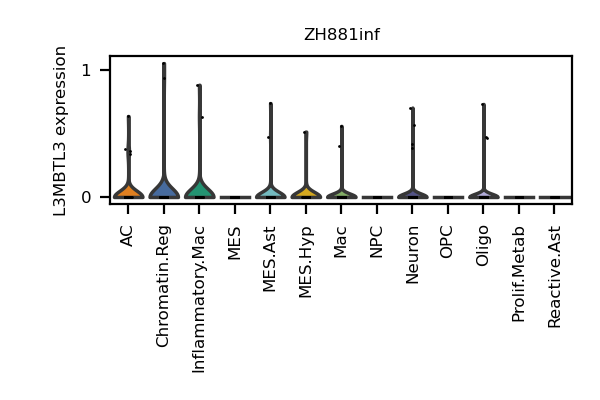 ZH881inf
L3MBTL3 expression
1
0
AC
Chromatin.Reg
Inflammatory.Mac
MES
MES.Ast
MES.Hyp
Mac
NPC
Neuron
OPC
Oligo
Prolif.Metab
Reactive.Ast